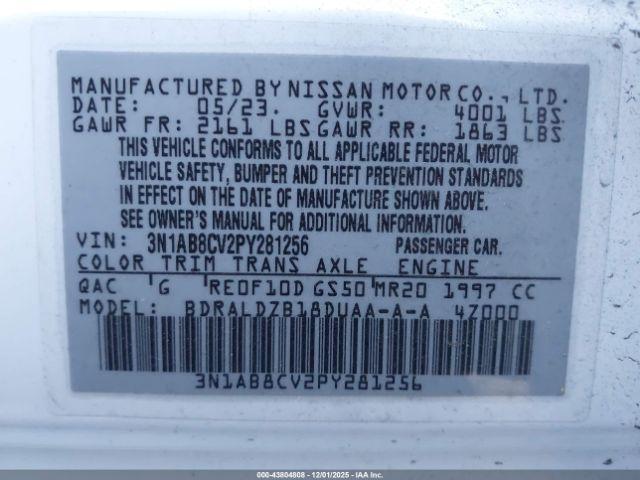 MANUFACTURED BY NISSAN MOTOR CO., LTD.
DATE: 05/23. GVWR: 4001 LBS
GAWR FR: 2161 LBS GAWR RR: 1863 LBS
THIS VEHICLE CONFORMS TO ALL APPLICABLE FEDERAL MOTOR
VEHICLE SAFETY, BUMPER AND THEFT PREVENTION STANDARDS
IN EFFECT ON THE DATE OF MANUFACTURE SHOWN ABOVE.
SEE OWNER'S MANUAL FOR ADDITIONAL INFORMATION.
VIN: 3N1AB8CV2PY281256 PASSENGER CAR.
COLOR TRIM TRANS AXLE ENGINE
QAC G RE0F10D GS50 MR20 1997 CC
MODEL: BDRALDZB18DUAA-A-A 4Z000
3N1AB8CV2PY281256
000-43804808 - 12/01/2025 - IAAI.com